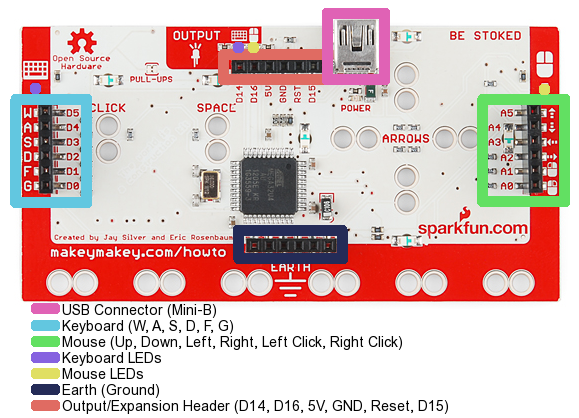 OUTPUT
BE STOKED
Open Source
Hardware
PULL-UPS
D14
D16
5V
GND
RST
D15
POWER
CLICK
SPACE
ARROWS
W D5
A D4
S D3
D D2
F D1
G D0
A5
A4
A3
A2
A1
A0
Created by Jay Silver and Eric Rosenbaum
makeymakey.com/howto
sparkfun.com
EARTH
USB Connector (Mini-B)
Keyboard (W, A, S, D, F, G)
Mouse (Up, Down, Left, Right, Left Click, Right Click)
Keyboard LEDs
Mouse LEDs
Earth (Ground)
Output/Expansion Header (D14, D16, 5V, GND, Reset, D15)